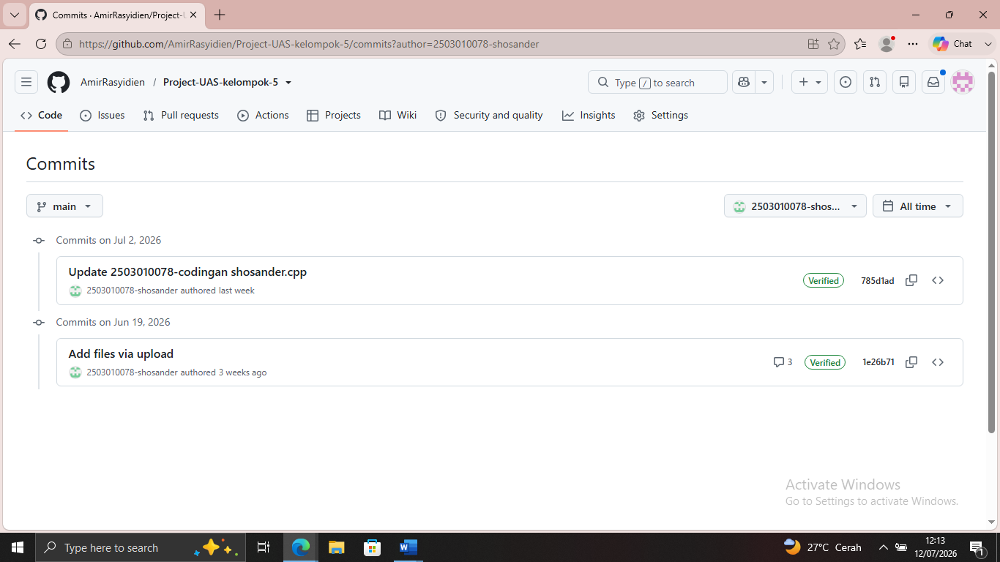 Commits · AmirRasyidien/Project-U
https://github.com/AmirRasyidien/Project-UAS-kelompok-5/commits?author=2503010078-shosander
Chat
AmirRasyidien / Project-UAS-kelompok-5
Type / to search
Code
Issues
Pull requests
Actions
Projects
Wiki
Security and quality
Insights
Settings
Commits
main
2503010078-shos...
All time
Commits on Jul 2, 2026
Update 2503010078-codingan shosander.cpp
Verified
785d1ad
2503010078-shosander authored last week
Commits on Jun 19, 2026
Add files via upload
3
Verified
1e26b71
2503010078-shosander authored 3 weeks ago
Activate Windows
Go to Settings to activate Windows.
Type here to search
27°C Cerah
12:13
12/07/2026
1